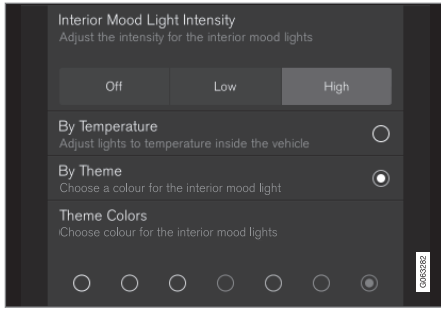 Interior Mood Light Intensity
Adjust the intensity for the interior mood lights
Off Low High
By Temperature
Adjust lights to temperature inside the vehicle
By Theme
Choose a colour for the interior mood light
Theme Colors
Choose colour for the interior mood lights
G063282